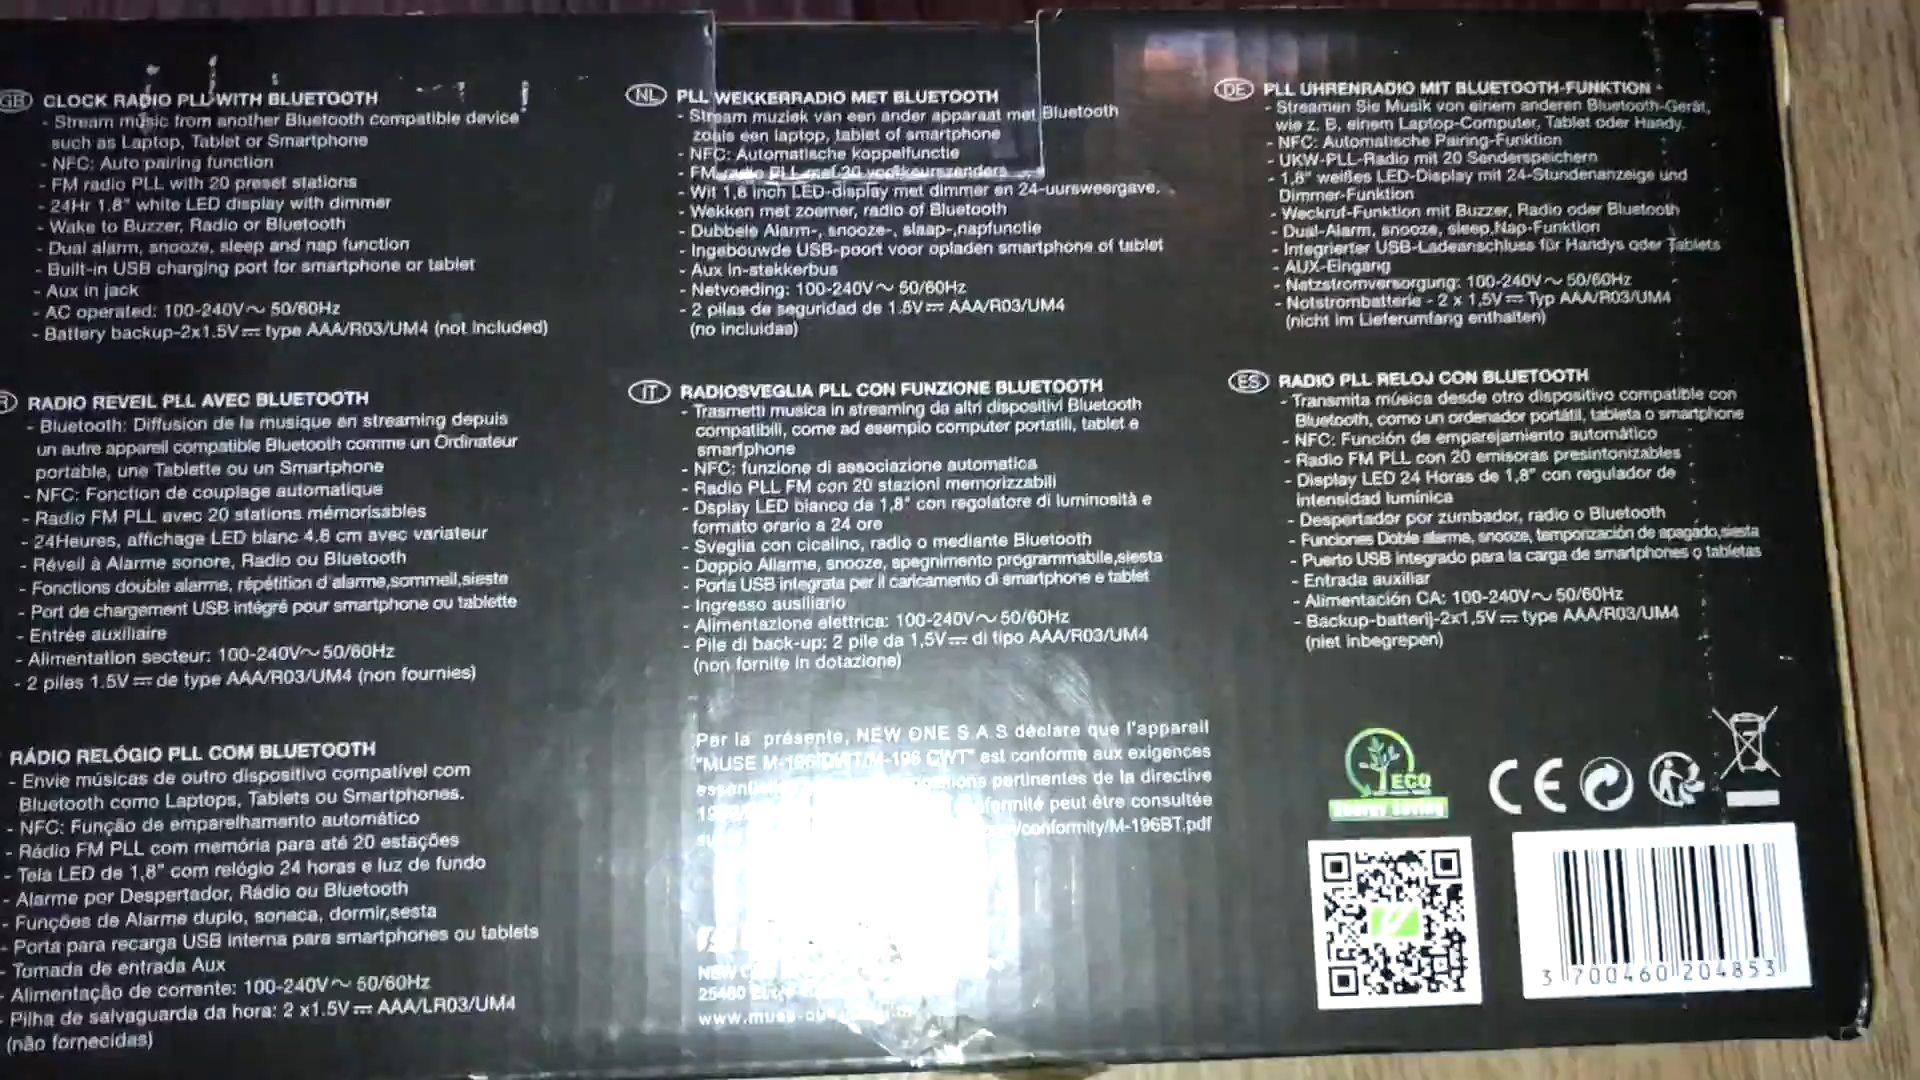 GB CLOCK RADIO PLL WITH BLUETOOTH
- Stream music from another Bluetooth compatible device
such as Laptop, Tablet or Smartphone
- NFC: Auto pairing function
- FM radio PLL with 20 preset stations
- 24Hr 1.8" white LED display with dimmer
- Wake to Buzzer, Radio or Bluetooth
- Dual alarm, snooze, sleep and nap function
- Built-in USB charging port for smartphone or tablet
- Aux in jack
- AC operated: 100-240V~ 50/60Hz
- Battery backup-2x1.5V⎓ type AAA/R03/UM4 (not included)
NL PLL WEKKERRADIO MET BLUETOOTH
- Stream muziek van een ander apparaat met Bluetooth
zoals een laptop, tablet of smartphone
- NFC: Automatische koppelfunctie
- FM radio PLL met 20 voorkeurszenders
- Wit 1,8 inch LED-display met dimmer en 24-uursweergave.
- Wekken met zoemer, radio of Bluetooth
- Dubbele Alarm-, snooze-, slaap-,napfunctie
- Ingebouwde USB-poort voor opladen smartphone of tablet
- Aux In-stekkerbus
- Netvoeding: 100-240V~ 50/60Hz
- 2 pilas de seguridad de 1.5V⎓ AAA/R03/UM4
(no incluidas)
DE PLL UHRENRADIO MIT BLUETOOTH-FUNKTION
- Streamen Sie Musik von einem anderen Bluetooth-Gerät,
wie z. B. einem Laptop-Computer, Tablet oder Handy.
- NFC: Automatische Pairing-Funktion
- UKW-PLL-Radio mit 20 Senderspeichern
- 1,8" weißes LED-Display mit 24-Stundenanzeige und
Dimmer-Funktion
- Weckruf-Funktion mit Buzzer, Radio oder Bluetooth
- Dual-Alarm, snooze, sleep,Nap-Funktion
- Integrierter USB-Ladeanschluss für Handys oder Tablets
- AUX-Eingang
- Netzstromversorgung: 100-240V~ 50/60Hz
- Notstrombatterie - 2 x 1,5V⎓ Typ AAA/R03/UM4
(nicht im Lieferumfang enthalten)
RADIO REVEIL PLL AVEC BLUETOOTH
- Bluetooth: Diffusion de la musique en streaming depuis
un autre appareil compatible Bluetooth comme un Ordinateur
portable, une Tablette ou un Smartphone
- NFC: Fonction de couplage automatique
- Radio FM PLL avec 20 stations mémorisables
- 24Heures, affichage LED blanc 4.6 cm avec variateur
- Réveil à Alarme sonore, Radio ou Bluetooth
- Fonctions double alarme, répétition d'alarme,sommeil,sieste
- Port de chargement USB intégré pour smartphone ou tablette
- Entrée auxiliaire
- Alimentation secteur: 100-240V~ 50/60Hz
- 2 piles 1.5V⎓ de type AAA/R03/UM4 (non fournies)
IT RADIOSVEGLIA PLL CON FUNZIONE BLUETOOTH
- Trasmetti musica in streaming da altri dispositivi Bluetooth
compatibili, come ad esempio computer portatili, tablet e
smartphone
- NFC: funzione di associazione automatica
- Radio PLL FM con 20 stazioni memorizzabili
- Dsplay LED bianco da 1,8" con regolatore di luminosità e
formato orario a 24 ore
- Sveglia con cicalino, radio o mediante Bluetooth
- Doppio Allarme, snooze, spegnimento programmabile,siesta
- Porta USB integrata per il caricamento di smartphone e tablet
- Ingresso ausiliario
- Alimentazione elettrica: 100-240V~ 50/60Hz
- Pile di back-up: 2 pile da 1,5V⎓ di tipo AAA/R03/UM4
(non fornite in dotazione)
ES RADIO PLL RELOJ CON BLUETOOTH
- Transmita música desde otro dispositivo compatible con
Bluetooth, como un ordenador portátil, tableta o smartphone
- NFC: Función de emparejamiento automático
- Radio FM PLL con 20 emisoras presintonizables
- Display LED 24 Horas de 1,8" con regulador de
intensidad lumínica
- Despertador por zumbador, radio o Bluetooth
- Funciones Doble alarme, snooze, temporización de apagado,siesta
- Puerto USB integrado para la carga de smartphones o tabletas
- Entrada auxiliar
- Alimentación CA: 100-240V~ 50/60Hz
- Backup-batterij-2x1,5V⎓ type AAA/R03/UM4
(niet inbegrepen)
RÁDIO RELÓGIO PLL COM BLUETOOTH
- Envie músicas de outro dispositivo compatível com
Bluetooth como Laptops, Tablets ou Smartphones.
- NFC: Função de emparelhamento automático
- Rádio FM PLL com memória para até 20 estações
- Tela LED de 1,8" com relógio 24 horas e luz de fundo
- Alarme por Despertador, Rádio ou Bluetooth
- Funções de Alarme duplo, soneca, dormir,sesta
- Porta para recarga USB interna para smartphones ou tablets
- Tomada de entrada Aux
- Alimentação de corrente: 100-240V~ 50/60Hz
- Pilha de salvaguarda da hora: 2 x1.5V⎓ AAA/LR03/UM4
(não fornecidas)
Par la présente, NEW ONE S.A.S déclare que l'appareil
"MUSE M-196 DWT/M-196 CWT" est conforme aux exigences
pertinentes de la directive
peut être consultée
/conformity/M-196BT.pdf
NEW
25480
ECO
Energy Saving
CE
3 700460 204853